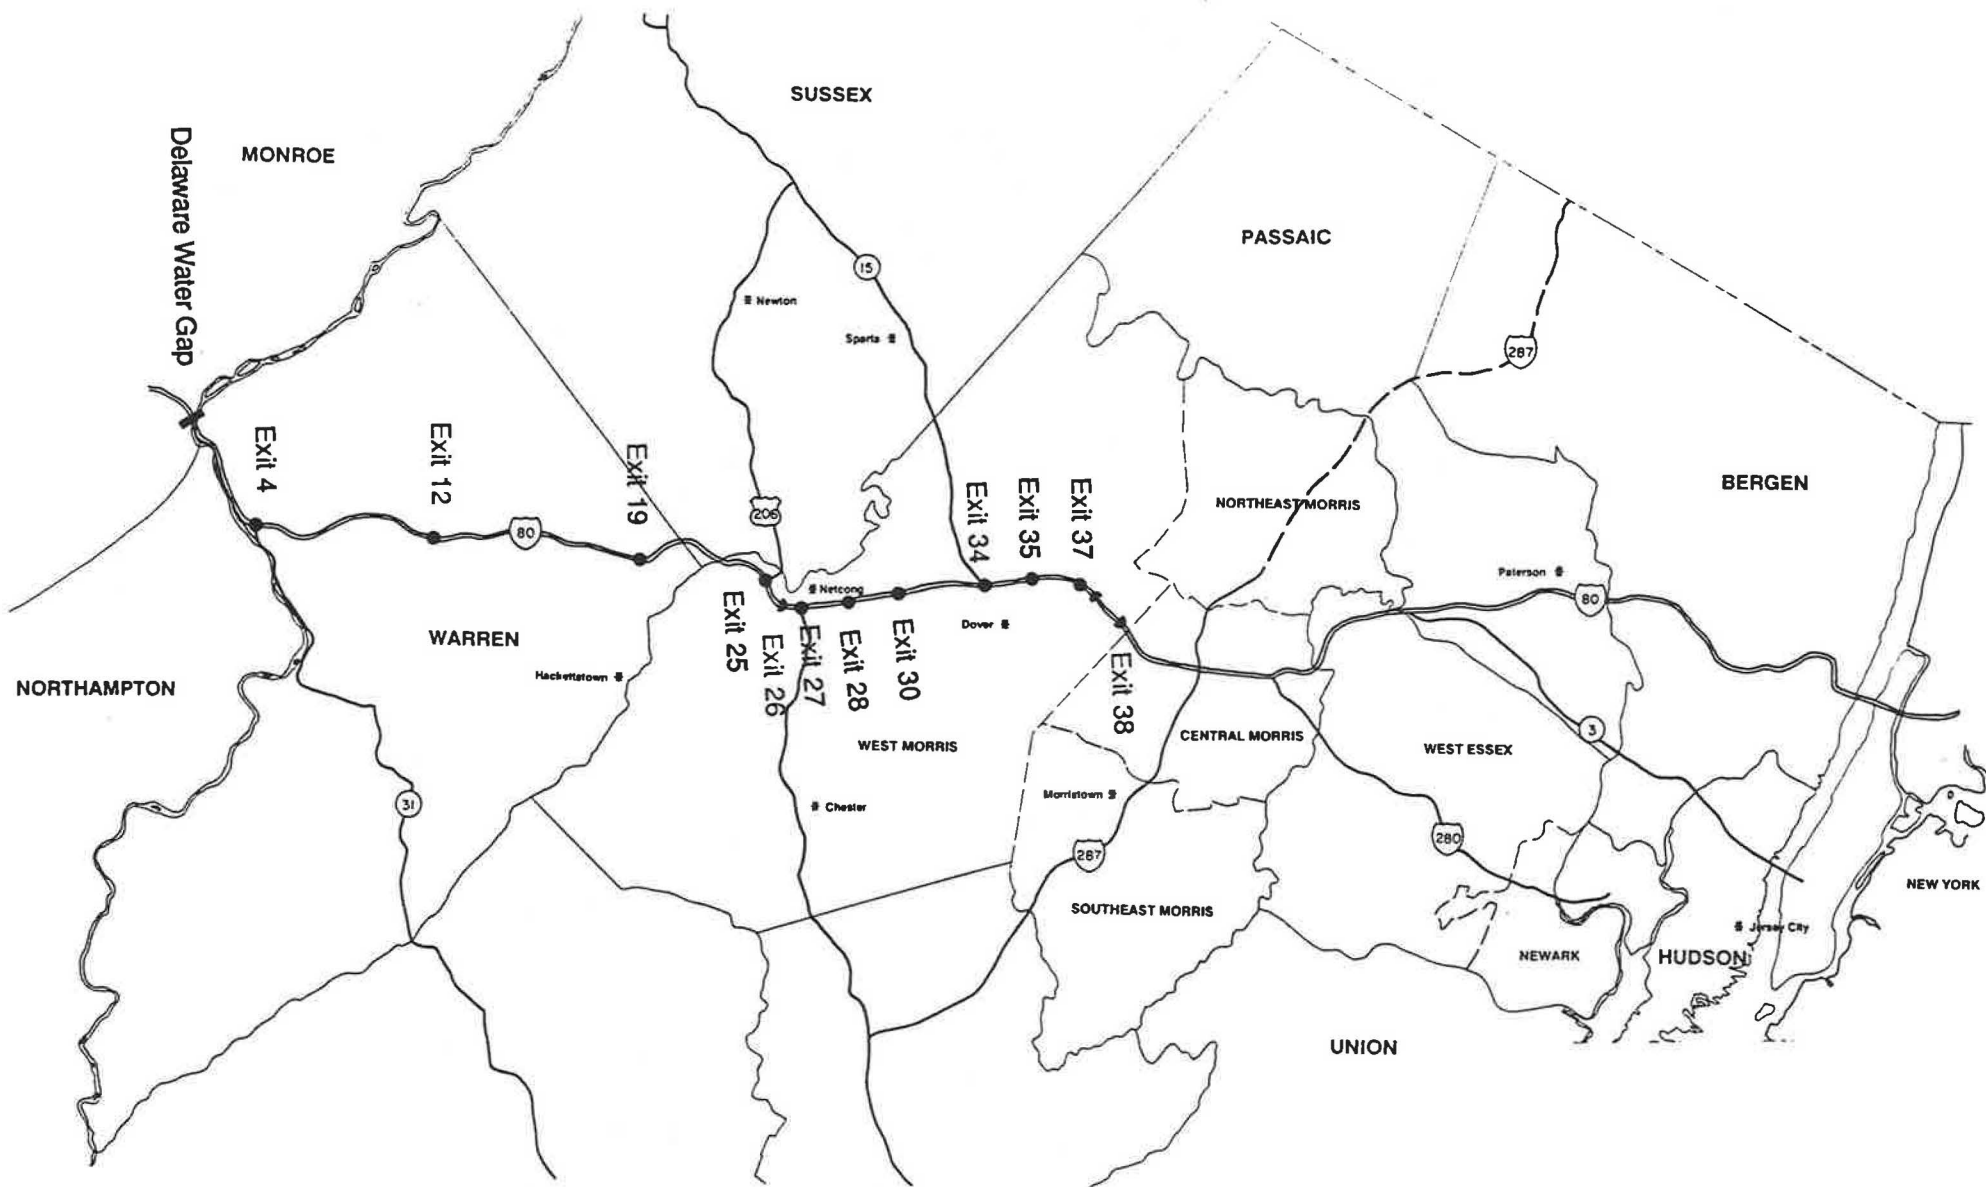 SUSSEX
MONROE
Delaware Water Gap
PASSAIC
15
Newton
Sparta
287
Exit 4
Exit 12
Exit 19
206
Exit 34
Exit 35
Exit 37
BERGEN
NORTHEAST MORRIS
80
Paterson
80
Netcong
Dover
WARREN
Hackettstown
Exit 25
Exit 26
Exit 27
Exit 28
Exit 30
Exit 38
NORTHAMPTON
WEST MORRIS
CENTRAL MORRIS
WEST ESSEX
3
Morristown
31
Chester
287
280
NEW YORK
SOUTHEAST MORRIS
Jersey City
NEWARK
HUDSON
UNION